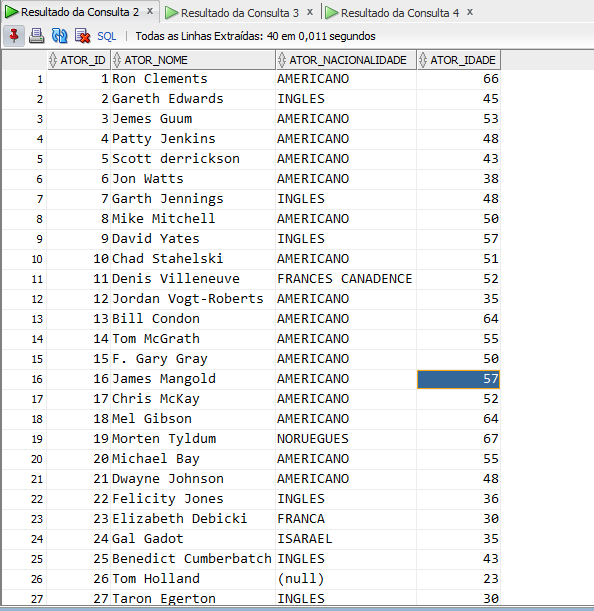 Resultado da Consulta 2 x Resultado da Consulta 3 x Resultado da Consulta 4 x
SQL | Todas as Linhas Extraídas: 40 em 0,011 segundos
ATOR_ID ATOR_NOME ATOR_NACIONALIDADE ATOR_IDADE
1 1 Ron Clements AMERICANO 66
2 2 Gareth Edwards INGLES 45
3 3 Jemes Guum AMERICANO 53
4 4 Patty Jenkins AMERICANO 48
5 5 Scott derrickson AMERICANO 43
6 6 Jon Watts AMERICANO 38
7 7 Garth Jennings INGLES 48
8 8 Mike Mitchell AMERICANO 50
9 9 David Yates INGLES 57
10 10 Chad Stahelski AMERICANO 51
11 11 Denis Villeneuve FRANCES CANADENCE 52
12 12 Jordan Vogt-Roberts AMERICANO 35
13 13 Bill Condon AMERICANO 64
14 14 Tom McGrath AMERICANO 55
15 15 F. Gary Gray AMERICANO 50
16 16 James Mangold AMERICANO 57
17 17 Chris McKay AMERICANO 52
18 18 Mel Gibson AMERICANO 64
19 19 Morten Tyldum NORUEGUES 67
20 20 Michael Bay AMERICANO 55
21 21 Dwayne Johnson AMERICANO 48
22 22 Felicity Jones INGLES 36
23 23 Elizabeth Debicki FRANCA 30
24 24 Gal Gadot ISARAEL 35
25 25 Benedict Cumberbatch INGLES 43
26 26 Tom Holland (null) 23
27 27 Taron Egerton INGLES 30